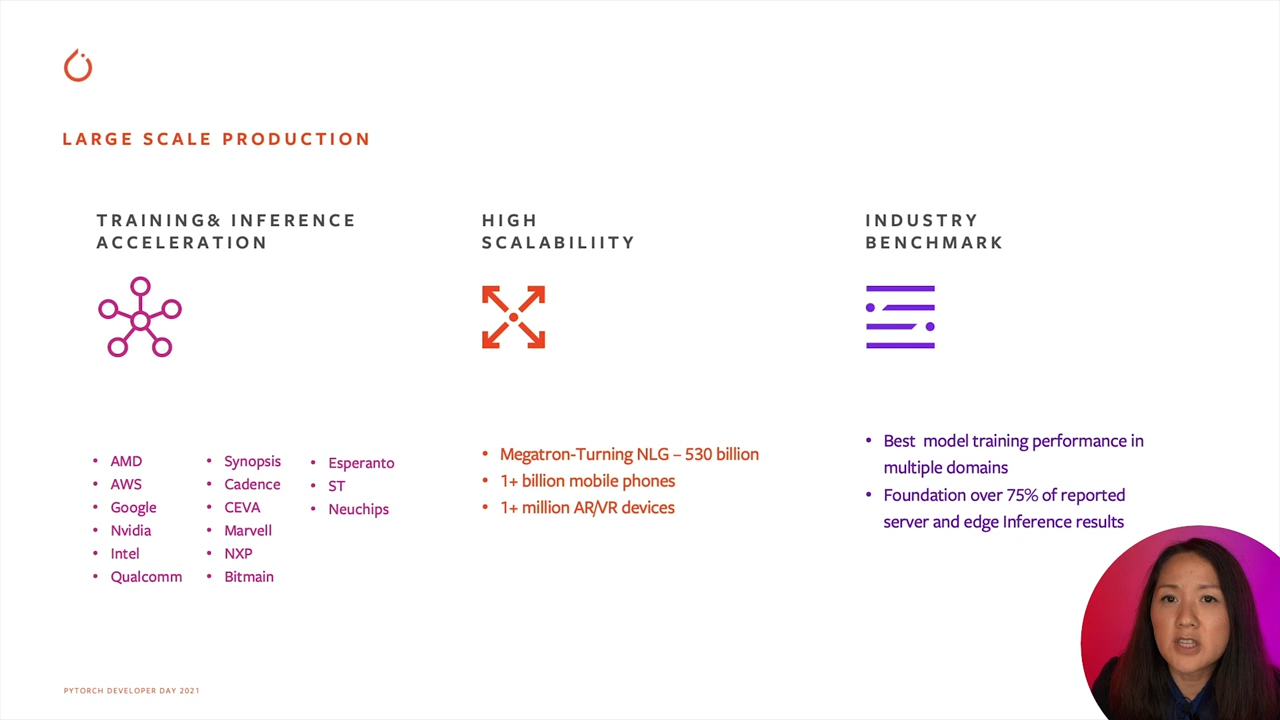 LARGE SCALE PRODUCTION
TRAINING& INFERENCE
ACCELERATION
• AMD
• AWS
• Google
• Nvidia
• Intel
• Qualcomm
• Synopsis
• Cadence
• CEVA
• Marvell
• NXP
• Bitmain
• Esperanto
• ST
• Neuchips
HIGH
SCALABILIITY
• Megatron-Turning NLG – 530 billion
• 1+ billion mobile phones
• 1+ million AR/VR devices
INDUSTRY
BENCHMARK
• Best model training performance in
multiple domains
• Foundation over 75% of reported
server and edge Inference results
PYTORCH DEVELOPER DAY 2021